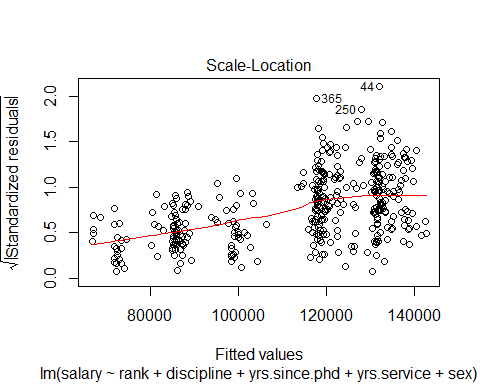 Scale-Location
√|Standardized residuals|
2.0
1.5
1.0
0.5
0.0
44
365
250
80000 100000 120000 140000
Fitted values
lm(salary ~ rank + discipline + yrs.since.phd + yrs.service + sex)